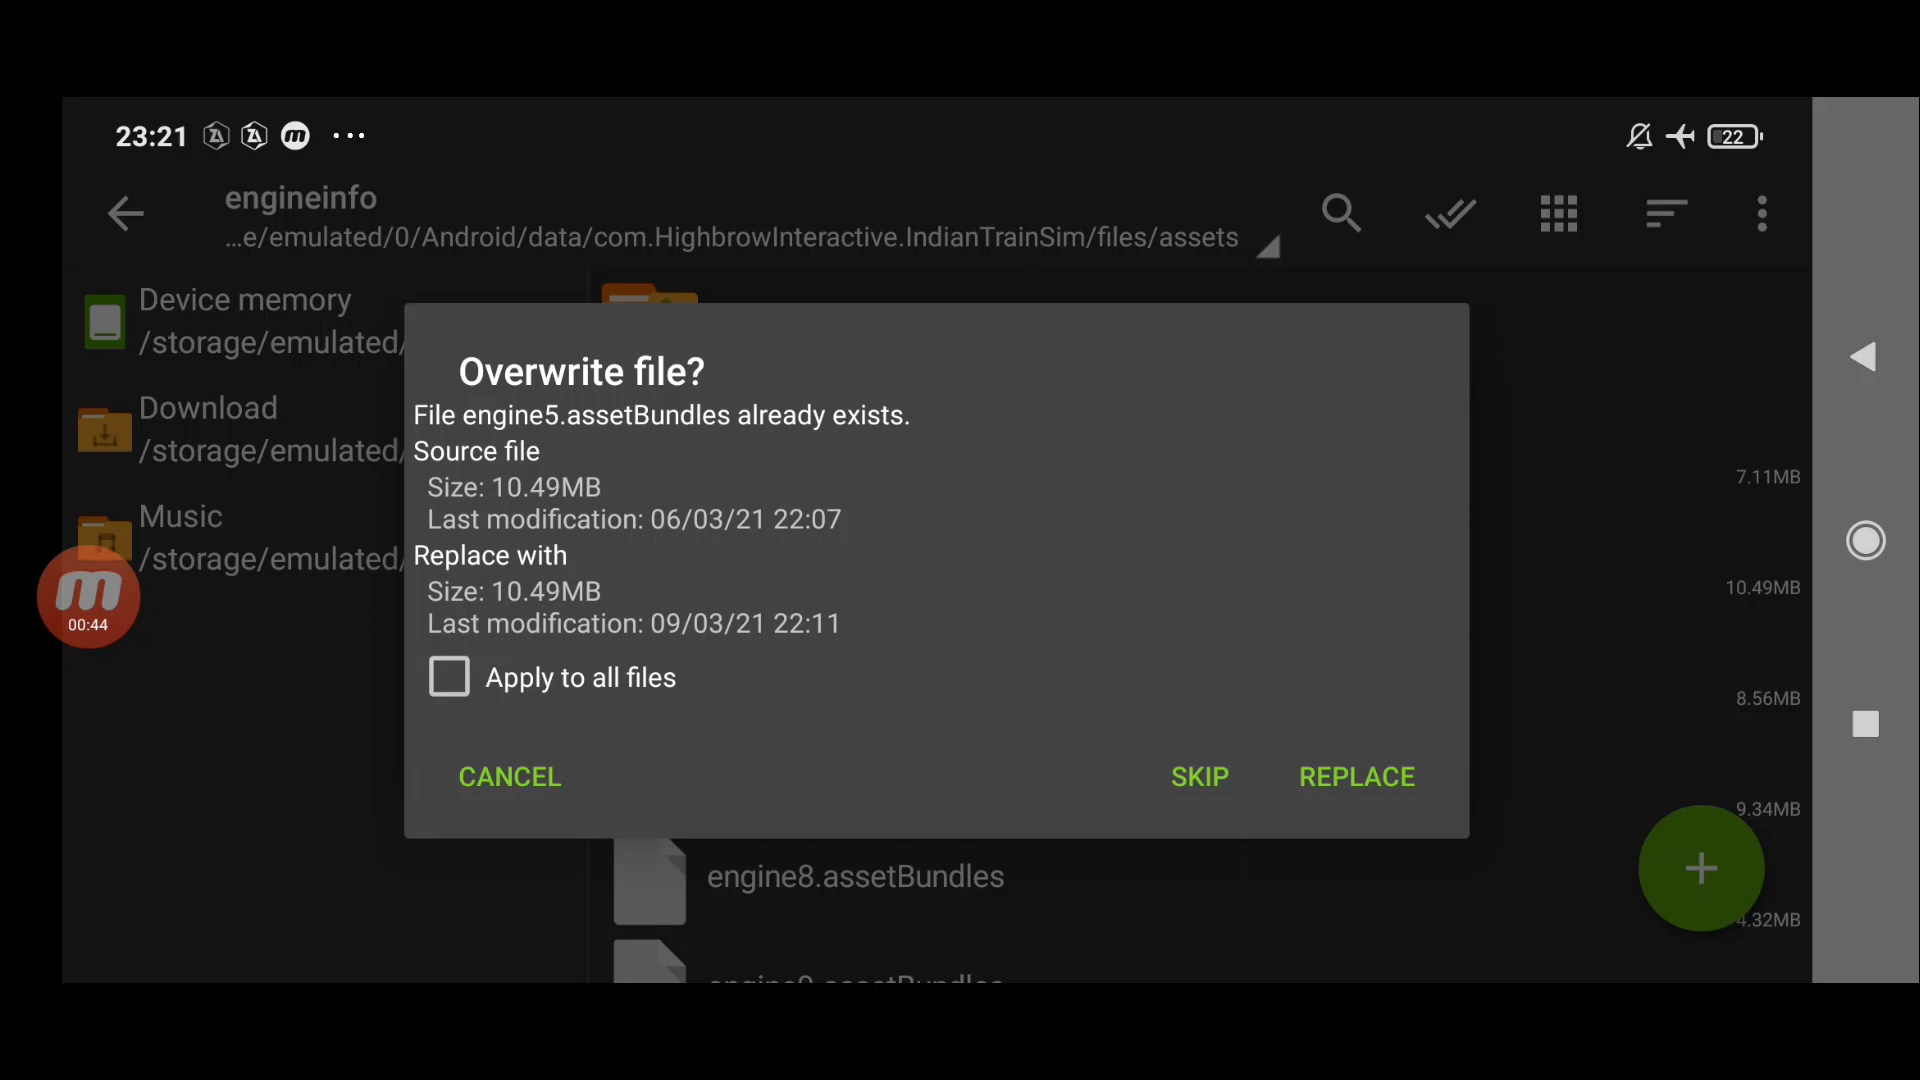 23:21
22
engineinfo
...e/emulated/0/Android/data/com.HighbrowInteractive.IndianTrainSim/files/assets
Device memory
/storage/emulated/
Download
/storage/emulated/
Music
/storage/emulated/
00:44
Overwrite file?
File engine5.assetBundles already exists.
Source file
Size: 10.49MB
Last modification: 06/03/21 22:07
Replace with
Size: 10.49MB
Last modification: 09/03/21 22:11
Apply to all files
CANCEL
SKIP
REPLACE
7.11MB
10.49MB
8.56MB
9.34MB
engine8.assetBundles
4.32MB